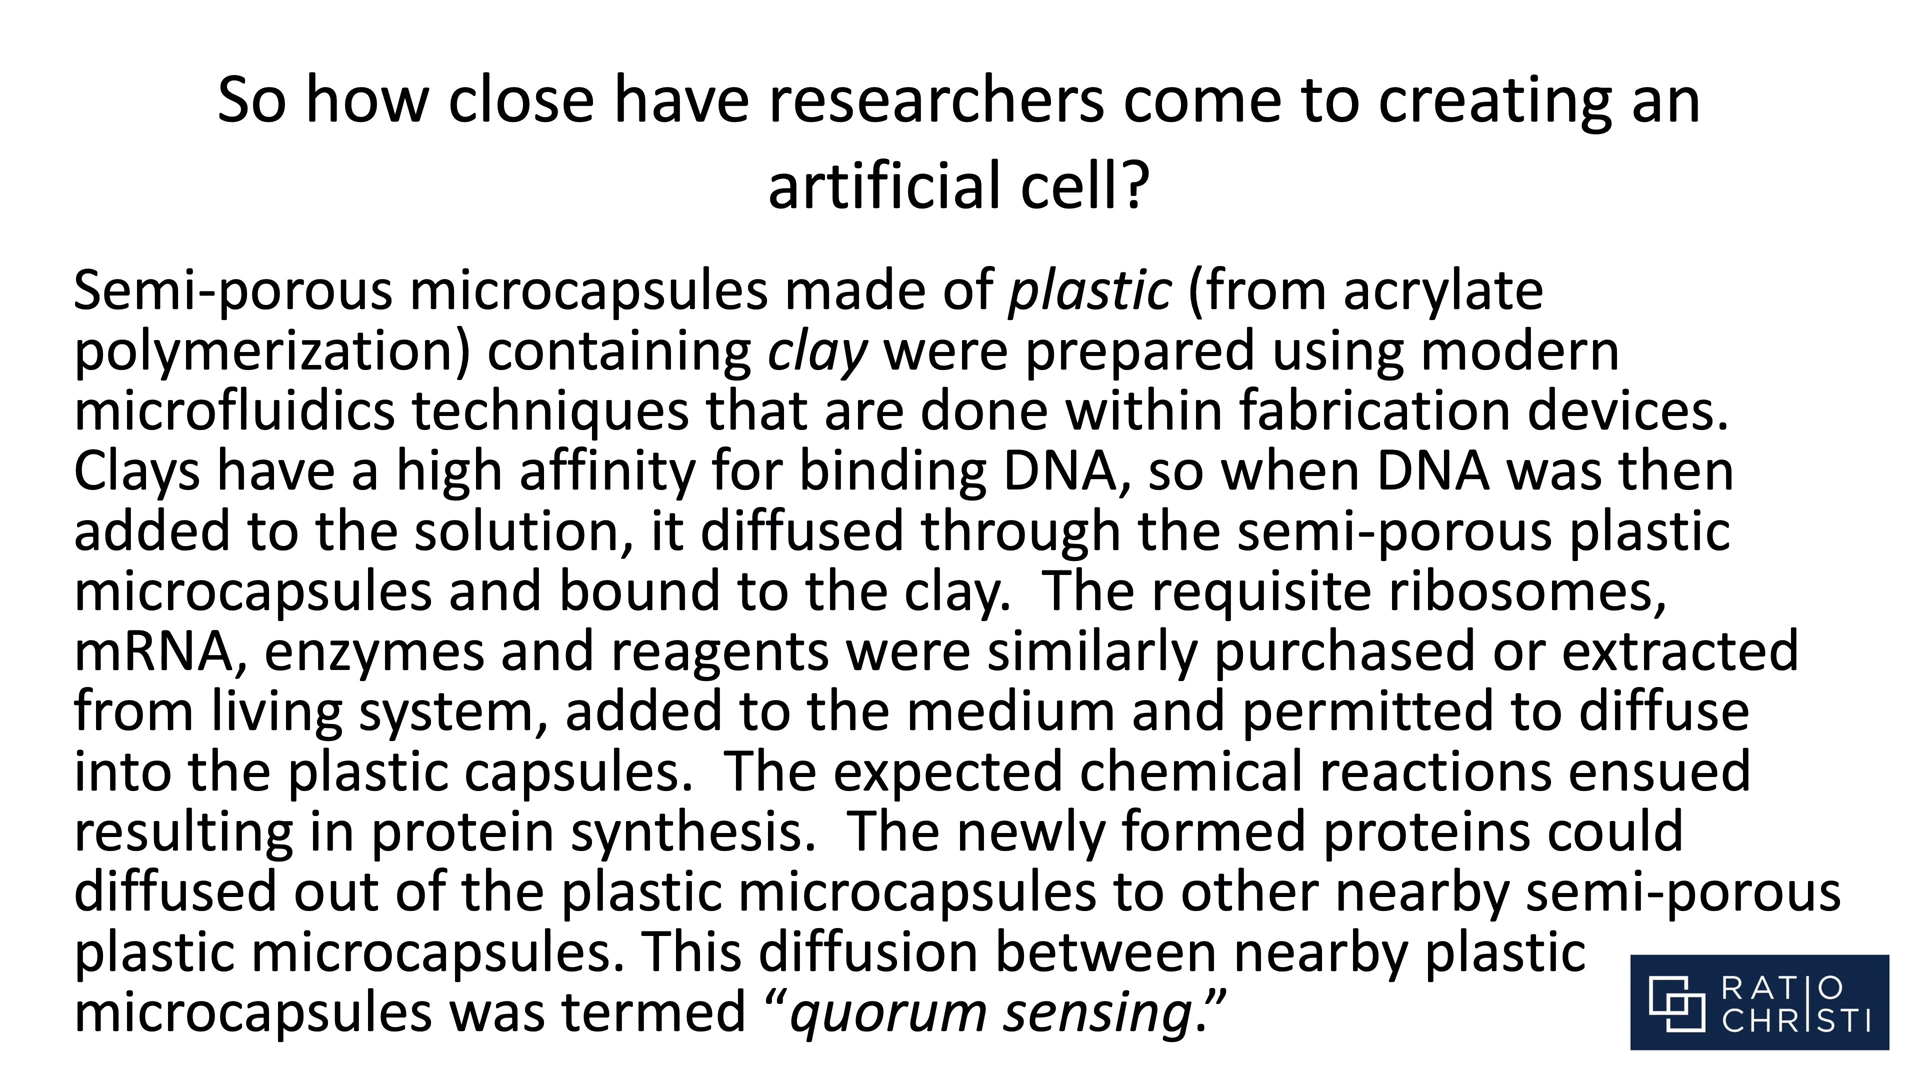 So how close have researchers come to creating an
artificial cell?
Semi-porous microcapsules made of plastic (from acrylate
polymerization) containing clay were prepared using modern
microfluidics techniques that are done within fabrication devices.
Clays have a high affinity for binding DNA, so when DNA was then
added to the solution, it diffused through the semi-porous plastic
microcapsules and bound to the clay.  The requisite ribosomes,
mRNA, enzymes and reagents were similarly purchased or extracted
from living system, added to the medium and permitted to diffuse
into the plastic capsules.  The expected chemical reactions ensued
resulting in protein synthesis.  The newly formed proteins could
diffused out of the plastic microcapsules to other nearby semi-porous
plastic microcapsules. This diffusion between nearby plastic
microcapsules was termed “quorum sensing.”
RATIO
CHRISTI